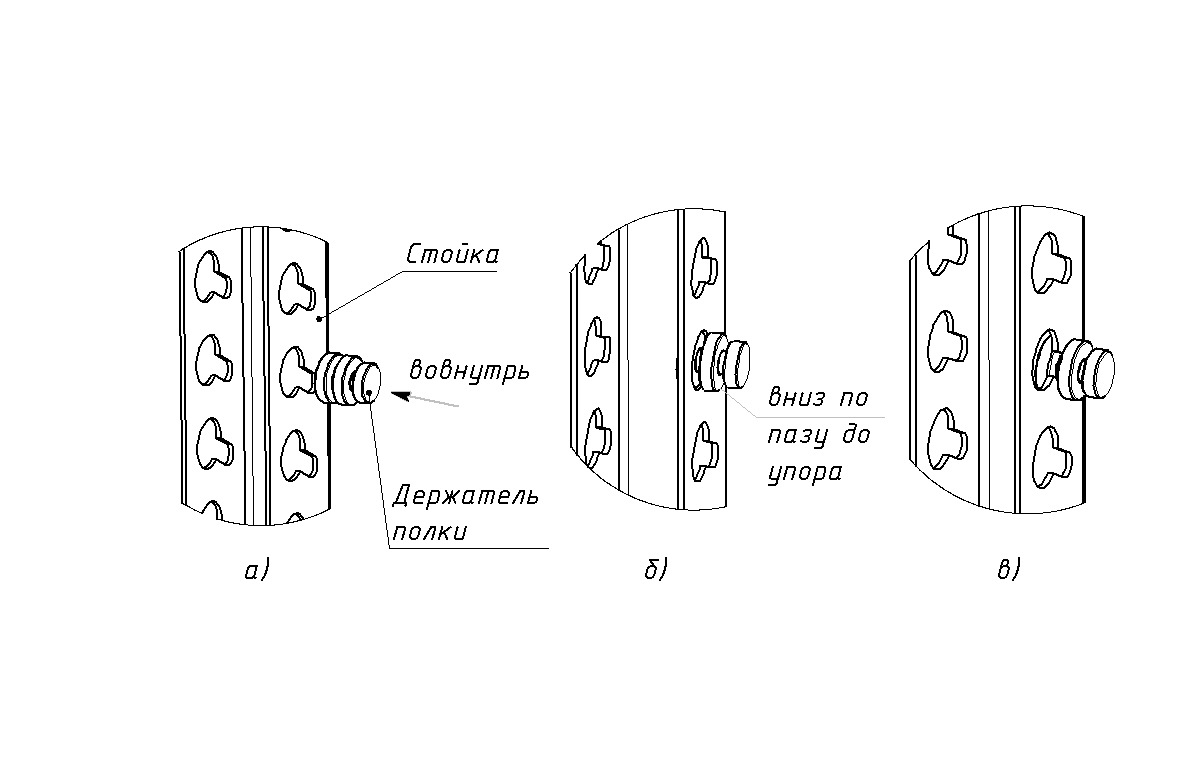 Стойка
вовнутрь
Держатель
полки
вниз по
пазу до
упора
а)
б)
в)